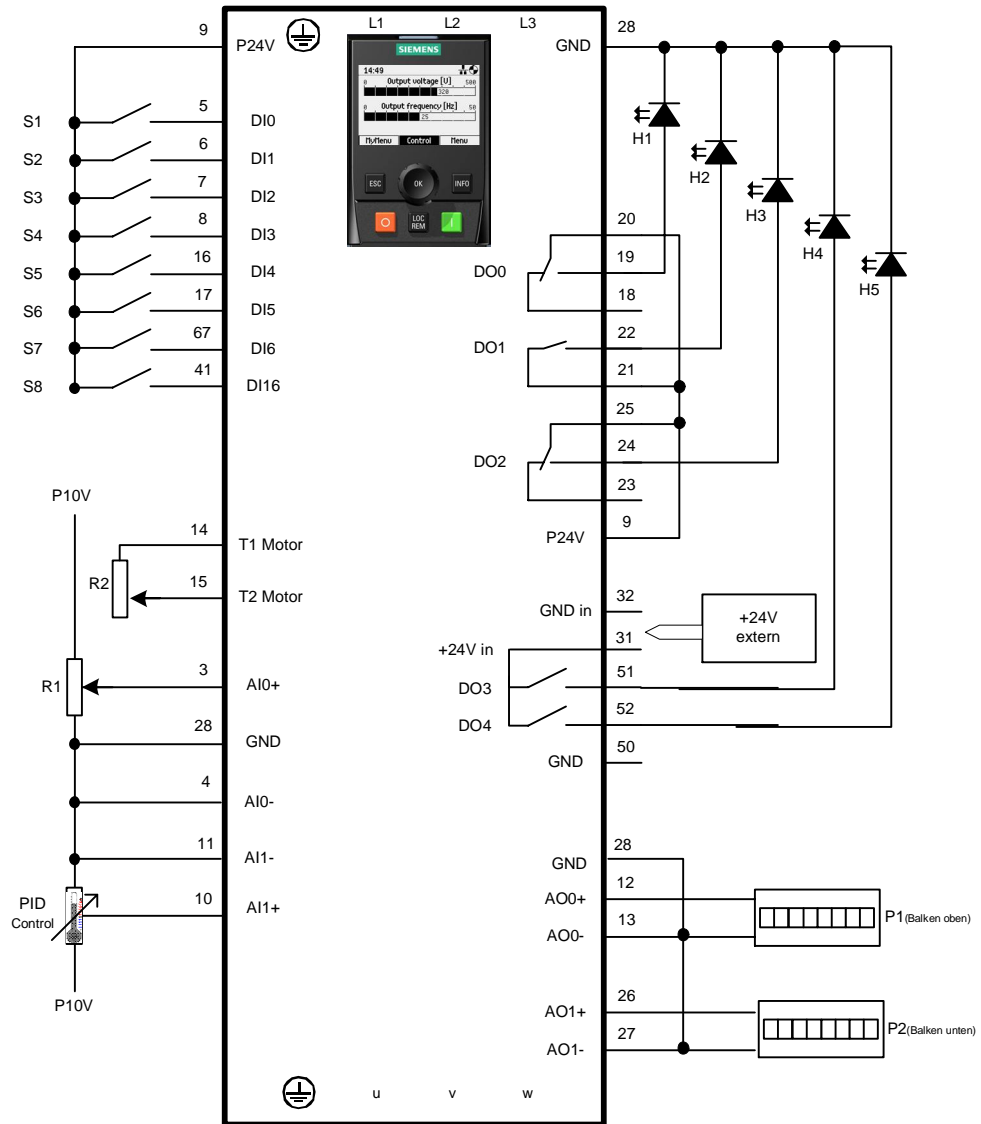 L1 L2 L3
9 P24V
28 GND
SIEMENS
14:49
Output voltage [U]
0 500
320
Output frequency [Hz]
0 50
25
MyMenu Control Menu
ESC OK INFO
O LOC REM I
S1 5 DI0
S2 6 DI1
S3 7 DI2
S4 8 DI3
S5 16 DI4
S6 17 DI5
S7 67 DI6
S8 41 DI16
H1
H2
H3
H4
H5
20
DO0 19
18
22
DO1
21
25
DO2 24
23
9
P24V
P10V
14
T1 Motor
R2
15
T2 Motor
32
GND in
+24V
extern
31
+24V in
R1 3 AI0+
51
DO3
52
DO4
28 GND
50
GND
4
AI0-
11
AI1-
PID
Control
10
AI1+
P10V
28
GND
12
AO0+
13
AO0-
P1(Balken oben)
26
AO1+
27
AO1-
P2(Balken unten)
u v w